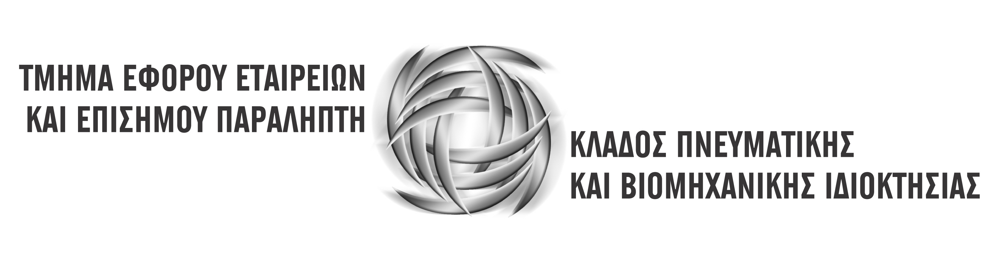 ΤΜΗΜΑ ΕΦΟΡΟΥ ΕΤΑΙΡΕΙΩΝ
ΚΑΙ ΕΠΙΣΗΜΟΥ ΠΑΡΑΛΗΠΤΗ
ΚΛΑΔΟΣ ΠΝΕΥΜΑΤΙΚΗΣ
ΚΑΙ ΒΙΟΜΗΧΑΝΙΚΗΣ ΙΔΙΟΚΤΗΣΙΑΣ